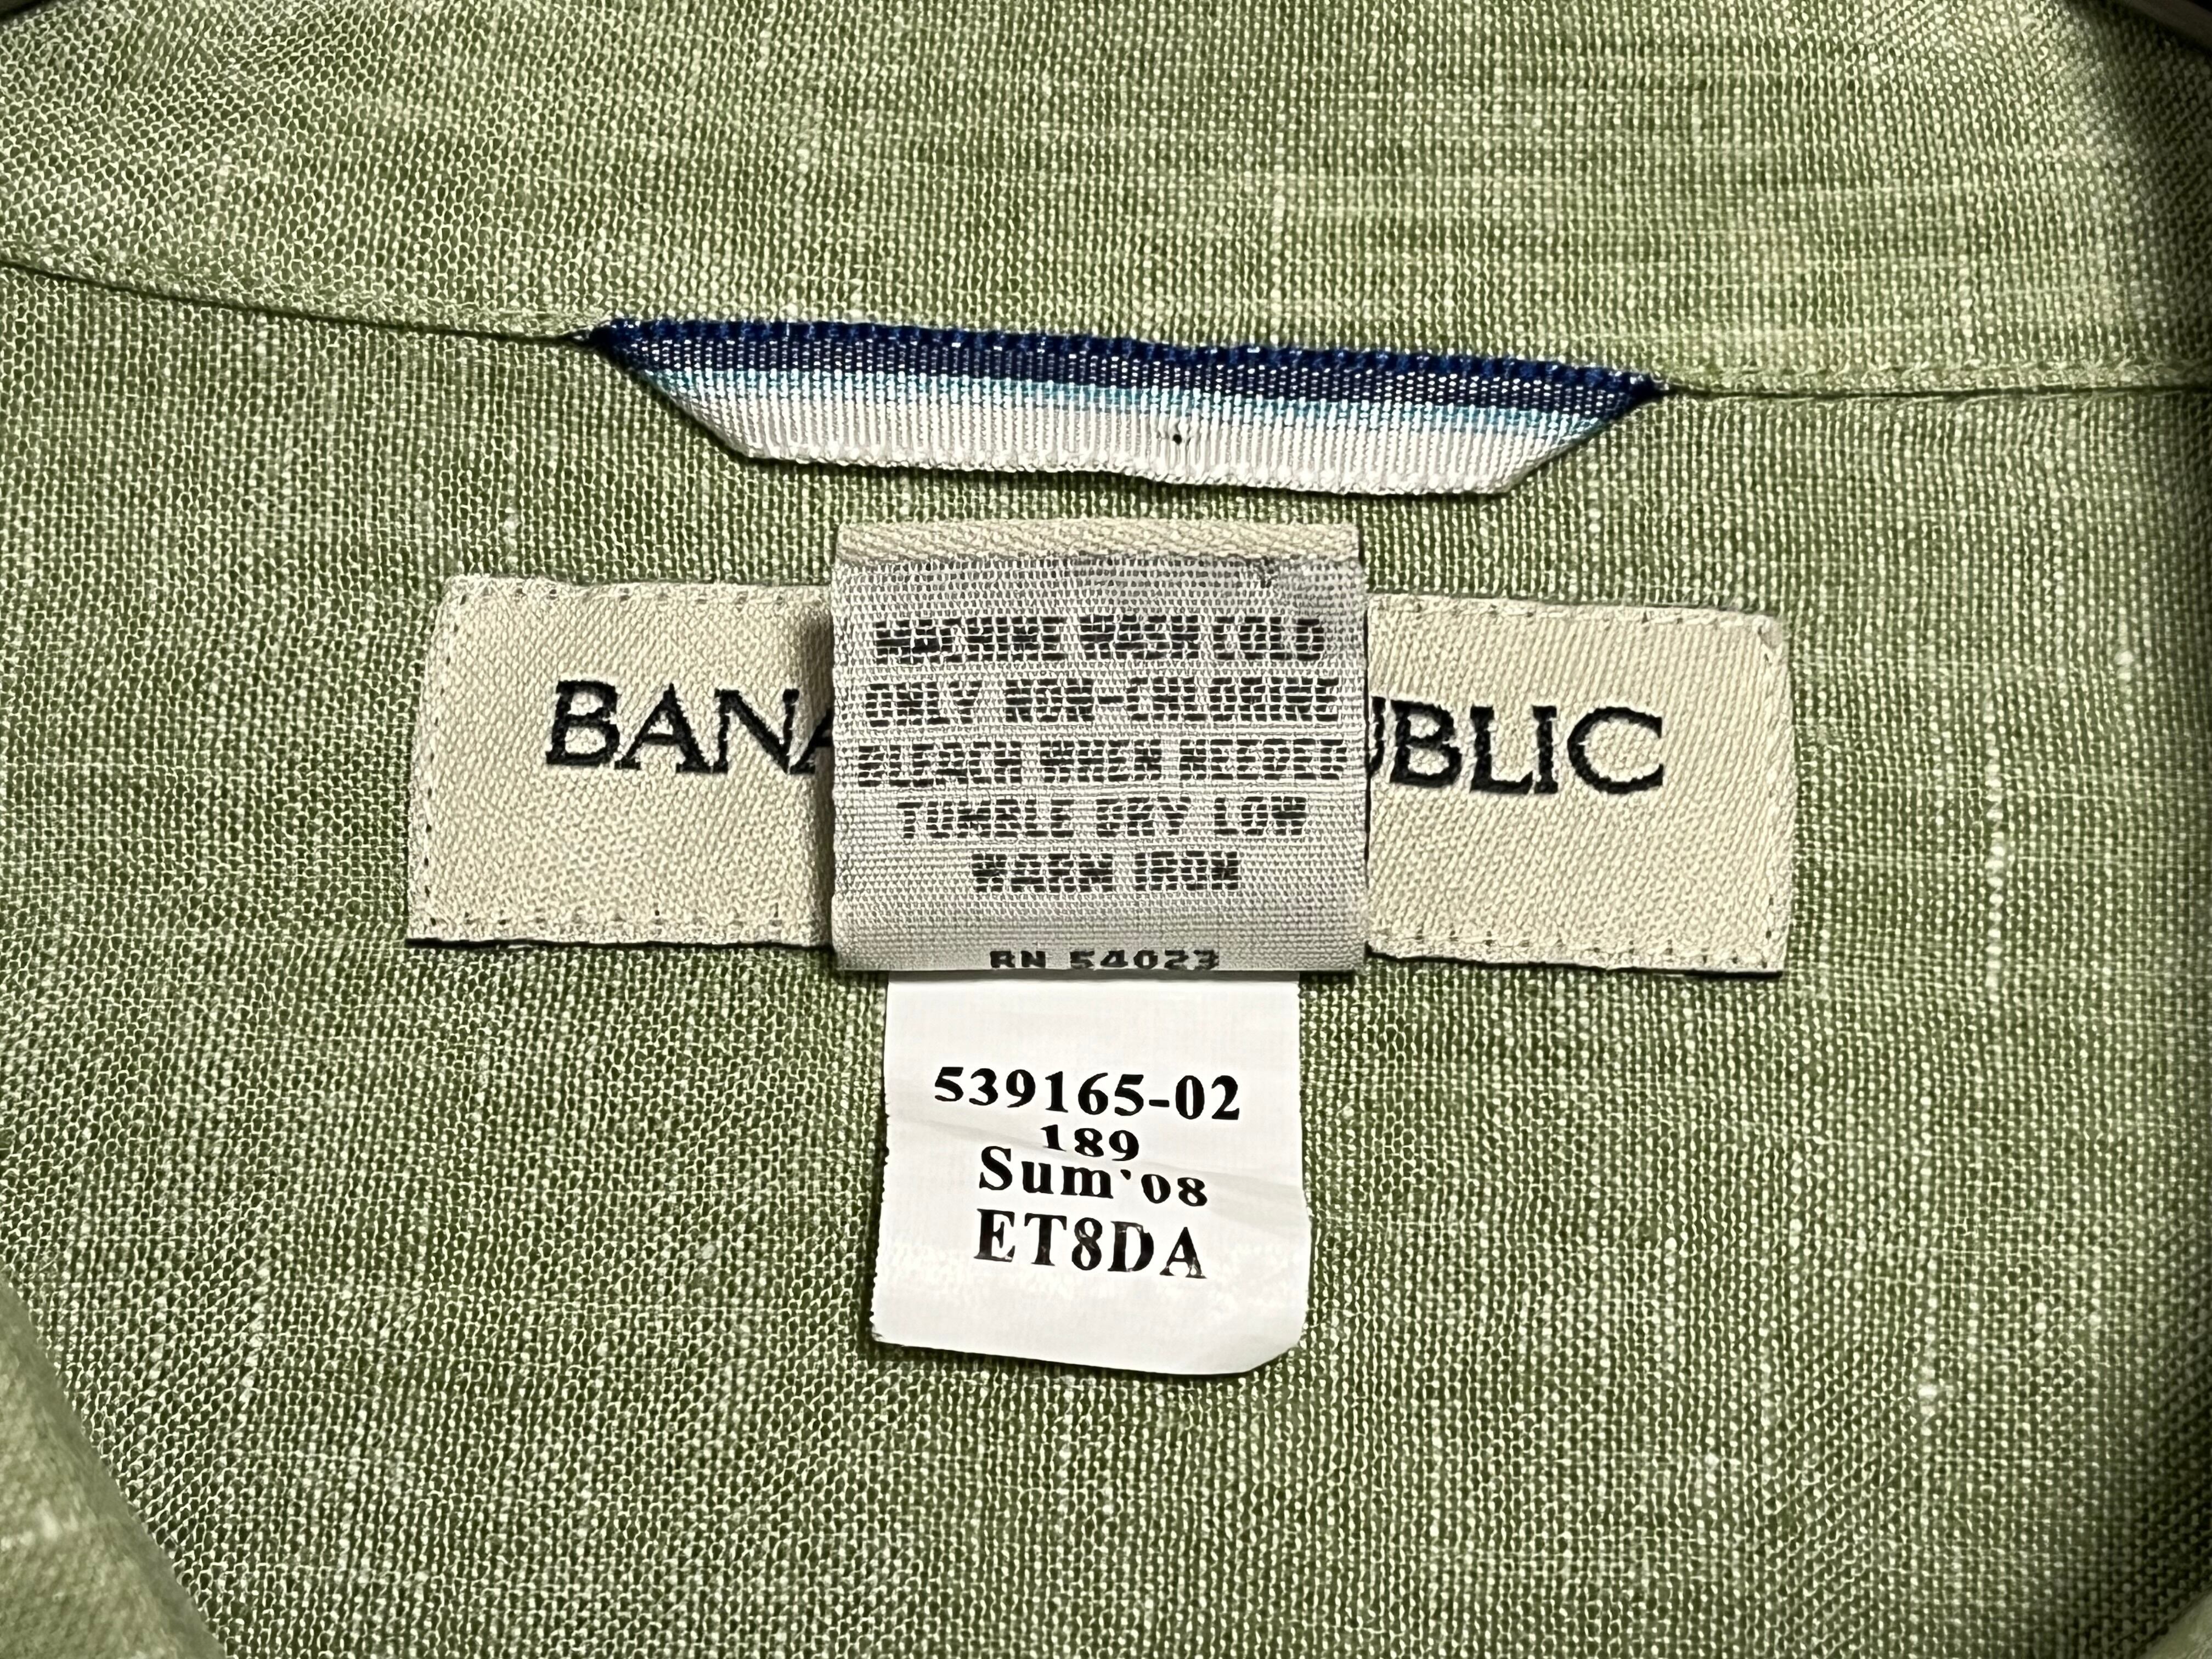 BANA UBLIC
MACHINE WASH COLD
ONLY NON-CHLORINE
BLEACH WHEN NEEDED
TUMBLE DRY LOW
WARM IRON
RN 54023
539165-02
189
Sum'08
ET8DA